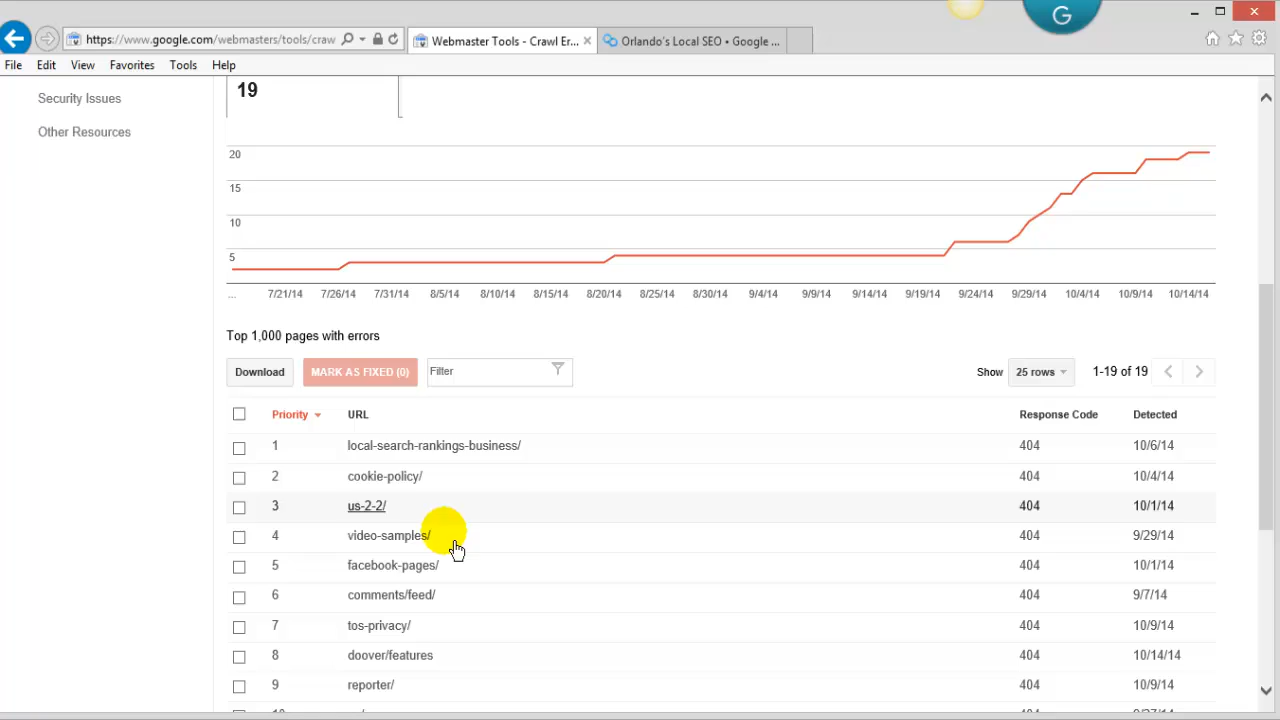 G
https://www.google.com/webmasters/tools/craw
Webmaster Tools - Crawl Er...
Orlando's Local SEO • Google ...
File Edit View Favorites Tools Help
Security Issues
Other Resources
19
20
15
10
5
... 7/21/14 7/26/14 7/31/14 8/5/14 8/10/14 8/15/14 8/20/14 8/25/14 8/30/14 9/4/14 9/9/14 9/14/14 9/19/14 9/24/14 9/29/14 10/4/14 10/9/14 10/14/14
Top 1,000 pages with errors
Download MARK AS FIXED (0) Filter Show 25 rows 1-19 of 19
Priority URL Response Code Detected
1 local-search-rankings-business/ 404 10/6/14
2 cookie-policy/ 404 10/4/14
3 us-2-2/ 404 10/1/14
4 video-samples/ 404 9/29/14
5 facebook-pages/ 404 10/1/14
6 comments/feed/ 404 9/7/14
7 tos-privacy/ 404 10/9/14
8 doover/features 404 10/14/14
9 reporter/ 404 10/9/14